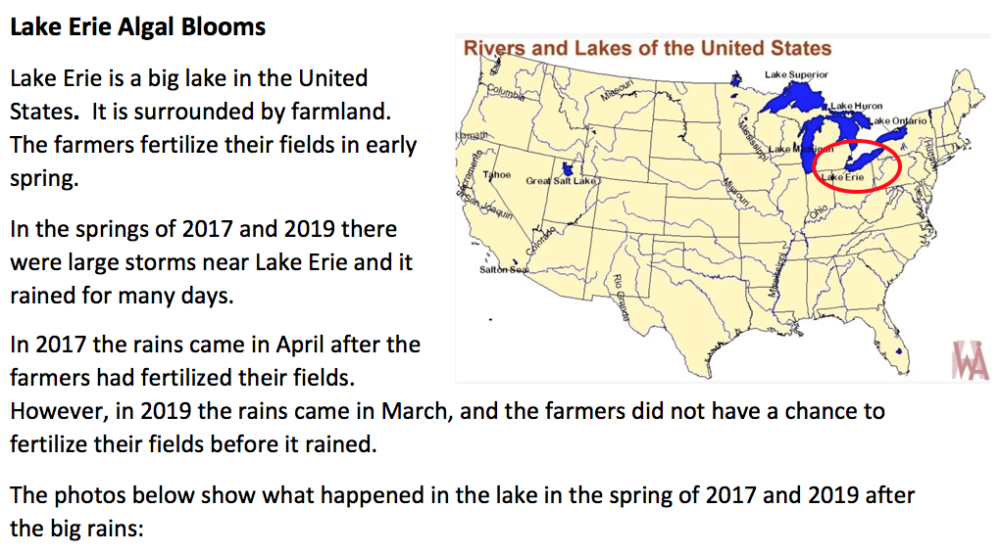 Lake Erie Algal Blooms
Lake Erie is a big lake in the United
States. It is surrounded by farmland.
The farmers fertilize their fields in early
spring.
In the springs of 2017 and 2019 there
were large storms near Lake Erie and it
rained for many days.
In 2017 the rains came in April after the
farmers had fertilized their fields.
However, in 2019 the rains came in March, and the farmers did not have a chance to
fertilize their fields before it rained.
The photos below show what happened in the lake in the spring of 2017 and 2019 after
the big rains:
Rivers and Lakes of the United States
Lake Superior
Lake Huron
Lake Ontario
Lake Michigan
Lake Erie
Columbia
Missouri
Mississippi
Klamath
Sacramento
Tahoe
Great Salt Lake
San Joaquin
Colorado
Salton Sea
Rio Grande
Missouri
Ohio
Mississippi
Hudson
WA